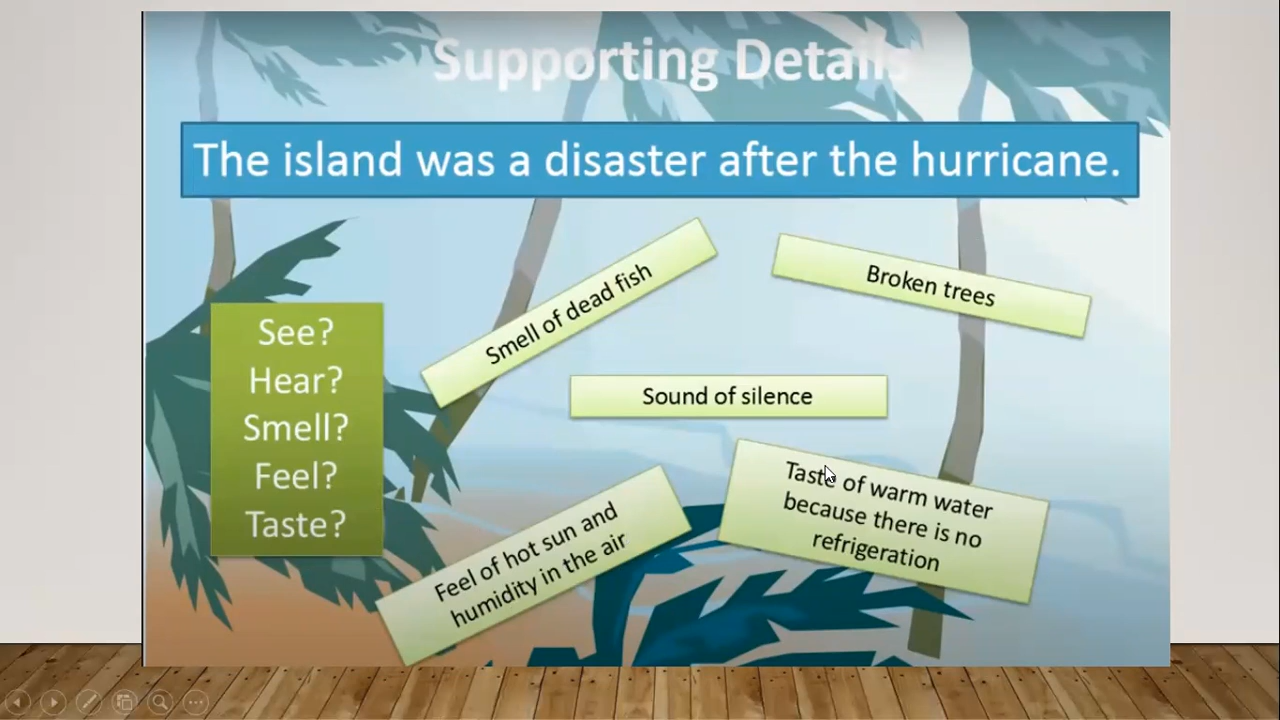 Supporting Details
The island was a disaster after the hurricane.
See?
Hear?
Smell?
Feel?
Taste?
Smell of dead fish
Broken trees
Sound of silence
Feel of hot sun and
humidity in the air
Taste of warm water
because there is no
refrigeration